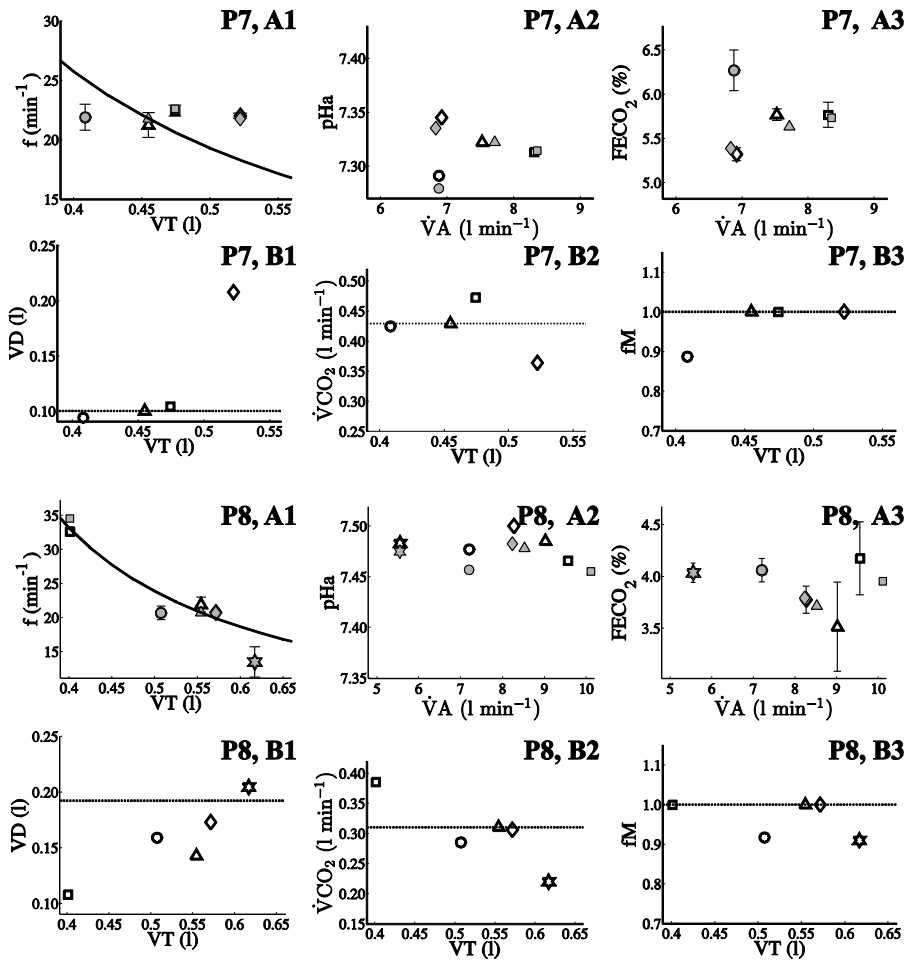 P7, A1
30
25
20
15
f (min⁻¹)
0.4 0.45 0.5 0.55
VT (l)
P7, A2
7.40
7.35
7.30
pHa
6 7 8 9
V̇A (l min⁻¹)
P7, A3
6.5
6.0
5.5
5.0
FECO₂ (%)
6 7 8 9
V̇A (l min⁻¹)
P7, B1
0.25
0.20
0.15
0.10
VD (l)
0.4 0.45 0.5 0.55
VT (l)
P7, B2
0.50
0.45
0.40
0.35
0.30
0.25
V̇CO₂ (l min⁻¹)
0.4 0.45 0.5 0.55
VT (l)
P7, B3
1.1
1.0
0.9
0.8
0.7
fM
0.4 0.45 0.5 0.55
VT (l)
P8, A1
35
30
25
20
15
f (min⁻¹)
0.4 0.45 0.5 0.55 0.6 0.65
VT (l)
P8, A2
7.50
7.45
7.40
7.35
pHa
5 6 7 8 9 10
V̇A (l min⁻¹)
P8, A3
4.5
4.0
3.5
FECO₂ (%)
5 6 7 8 9 10
V̇A (l min⁻¹)
P8, B1
0.25
0.20
0.15
0.10
VD (l)
0.4 0.45 0.5 0.55 0.6 0.65
VT (l)
P8, B2
0.40
0.35
0.30
0.25
0.20
0.15
V̇CO₂ (l min⁻¹)
0.4 0.45 0.5 0.55 0.6 0.65
VT (l)
P8, B3
1.1
1.0
0.9
0.8
0.7
fM
0.4 0.45 0.5 0.55 0.6 0.65
VT (l)